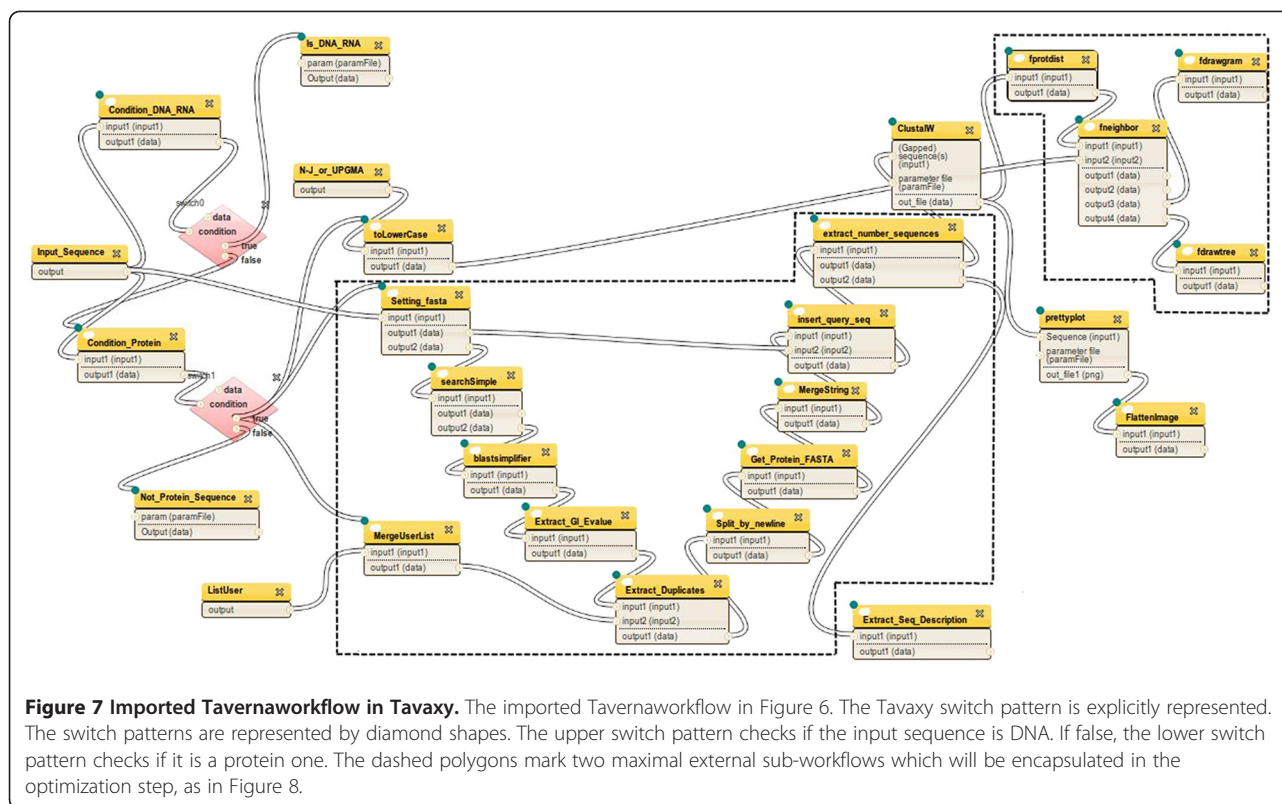 Is_DNA_RNA
param (paramFile)
Output (data)
Condition_DNA_RNA
input1 (input1)
output1 (data)
switch0
data
condition
true
false
Input_Sequence
output
Condition_Protein
input1 (input1)
output1 (data)
switch1
data
condition
true
false
Not_Protein_Sequence
param (paramFile)
Output (data)
ListUser
output
N-J_or_UPGMA
output
toLowerCase
input1 (input1)
output1 (data)
Setting_fasta
input1 (input1)
output1 (data)
output2 (data)
searchSimple
input1 (input1)
output1 (data)
output2 (data)
blastsimplifier
input1 (input1)
output1 (data)
Extract_GI_Evalue
input1 (input1)
output1 (data)
MergeUserList
input1 (input1)
output1 (data)
Extract_Duplicates
input1 (input1)
input2 (input2)
output1 (data)
Split_by_newline
input1 (input1)
output1 (data)
Get_Protein_FASTA
input1 (input1)
output1 (data)
MergeString
input1 (input1)
output1 (data)
insert_query_seq
input1 (input1)
input2 (input2)
output1 (data)
extract_number_sequences
input1 (input1)
output1 (data)
output2 (data)
ClustalW
(Gapped)
sequence(s)
(input1)
parameter file
(paramFile)
out_file (data)
fprotdist
input1 (input1)
output1 (data)
fneighbor
input1 (input1)
input2 (input2)
output1 (data)
output2 (data)
output3 (data)
output4 (data)
fdrawgram
input1 (input1)
output1 (data)
fdrawtree
input1 (input1)
output1 (data)
prettyplot
Sequence (input1)
parameter file
(paramFile)
out_file1 (png)
FlattenImage
input1 (input1)
output1 (data)
Extract_Seq_Description
input1 (input1)
output1 (data)
Figure 7 Imported Tavernaworkflow in Tavaxy. The imported Tavernaworkflow in Figure 6. The Tavaxy switch pattern is explicitly represented.
The switch patterns are represented by diamond shapes. The upper switch pattern checks if the input sequence is DNA. If false, the lower switch
pattern checks if it is a protein one. The dashed polygons mark two maximal external sub-workflows which will be encapsulated in the
optimization step, as in Figure 8.